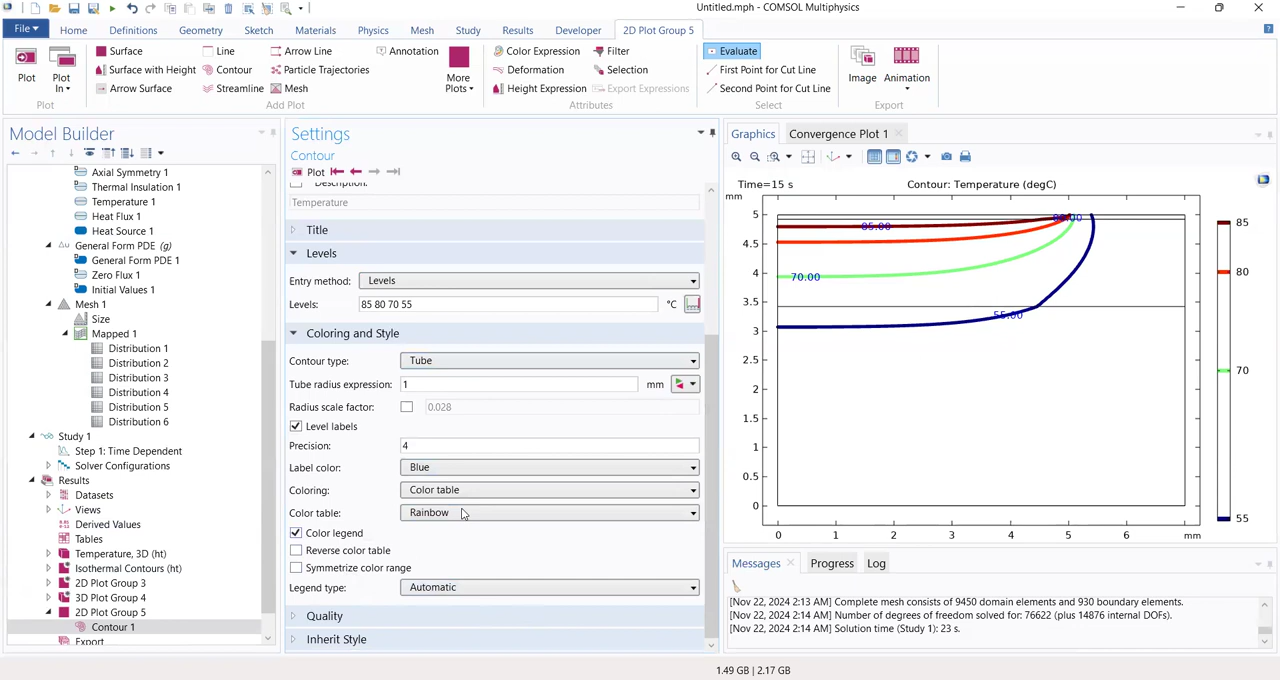 Untitled.mph - COMSOL Multiphysics
File
Home
Definitions
Geometry
Sketch
Materials
Physics
Mesh
Study
Results
Developer
2D Plot Group 5
Plot
Plot In
Surface
Surface with Height
Arrow Surface
Line
Contour
Streamline
Arrow Line
Particle Trajectories
Mesh
Annotation
More Plots
Color Expression
Deformation
Height Expression
Filter
Selection
Export Expressions
Evaluate
First Point for Cut Line
Second Point for Cut Line
Image
Animation
Plot
Add Plot
Attributes
Select
Export
Model Builder
Axial Symmetry 1
Thermal Insulation 1
Temperature 1
Heat Flux 1
Heat Source 1
General Form PDE (g)
General Form PDE 1
Zero Flux 1
Initial Values 1
Mesh 1
Size
Mapped 1
Distribution 1
Distribution 2
Distribution 3
Distribution 4
Distribution 5
Distribution 6
Study 1
Step 1: Time Dependent
Solver Configurations
Results
Datasets
Views
Derived Values
Tables
Temperature, 3D (ht)
Isothermal Contours (ht)
2D Plot Group 3
3D Plot Group 4
2D Plot Group 5
Contour 1
Export
Settings
Contour
Plot
Description:
Temperature
Title
Levels
Entry method: Levels
Levels: 85 80 70 55 °C
Coloring and Style
Contour type: Tube
Tube radius expression: 1 mm
Radius scale factor: 0.028
Level labels
Precision: 4
Label color: Blue
Coloring: Color table
Color table: Rainbow
Color legend
Reverse color table
Symmetrize color range
Legend type: Automatic
Quality
Inherit Style
Graphics
Convergence Plot 1
Time=15 s
Contour: Temperature (degC)
mm
5
4.5
4
3.5
3
2.5
2
1.5
1
0.5
0
0 1 2 3 4 5 6 mm
85.00
80.00
70.00
55.00
85
80
70
55
Messages
Progress
Log
[Nov 22, 2024 2:13 AM] Complete mesh consists of 9450 domain elements and 930 boundary elements.
[Nov 22, 2024 2:14 AM] Number of degrees of freedom solved for: 76622 (plus 14876 internal DOFs).
[Nov 22, 2024 2:14 AM] Solution time (Study 1): 23 s.
1.49 GB | 2.17 GB